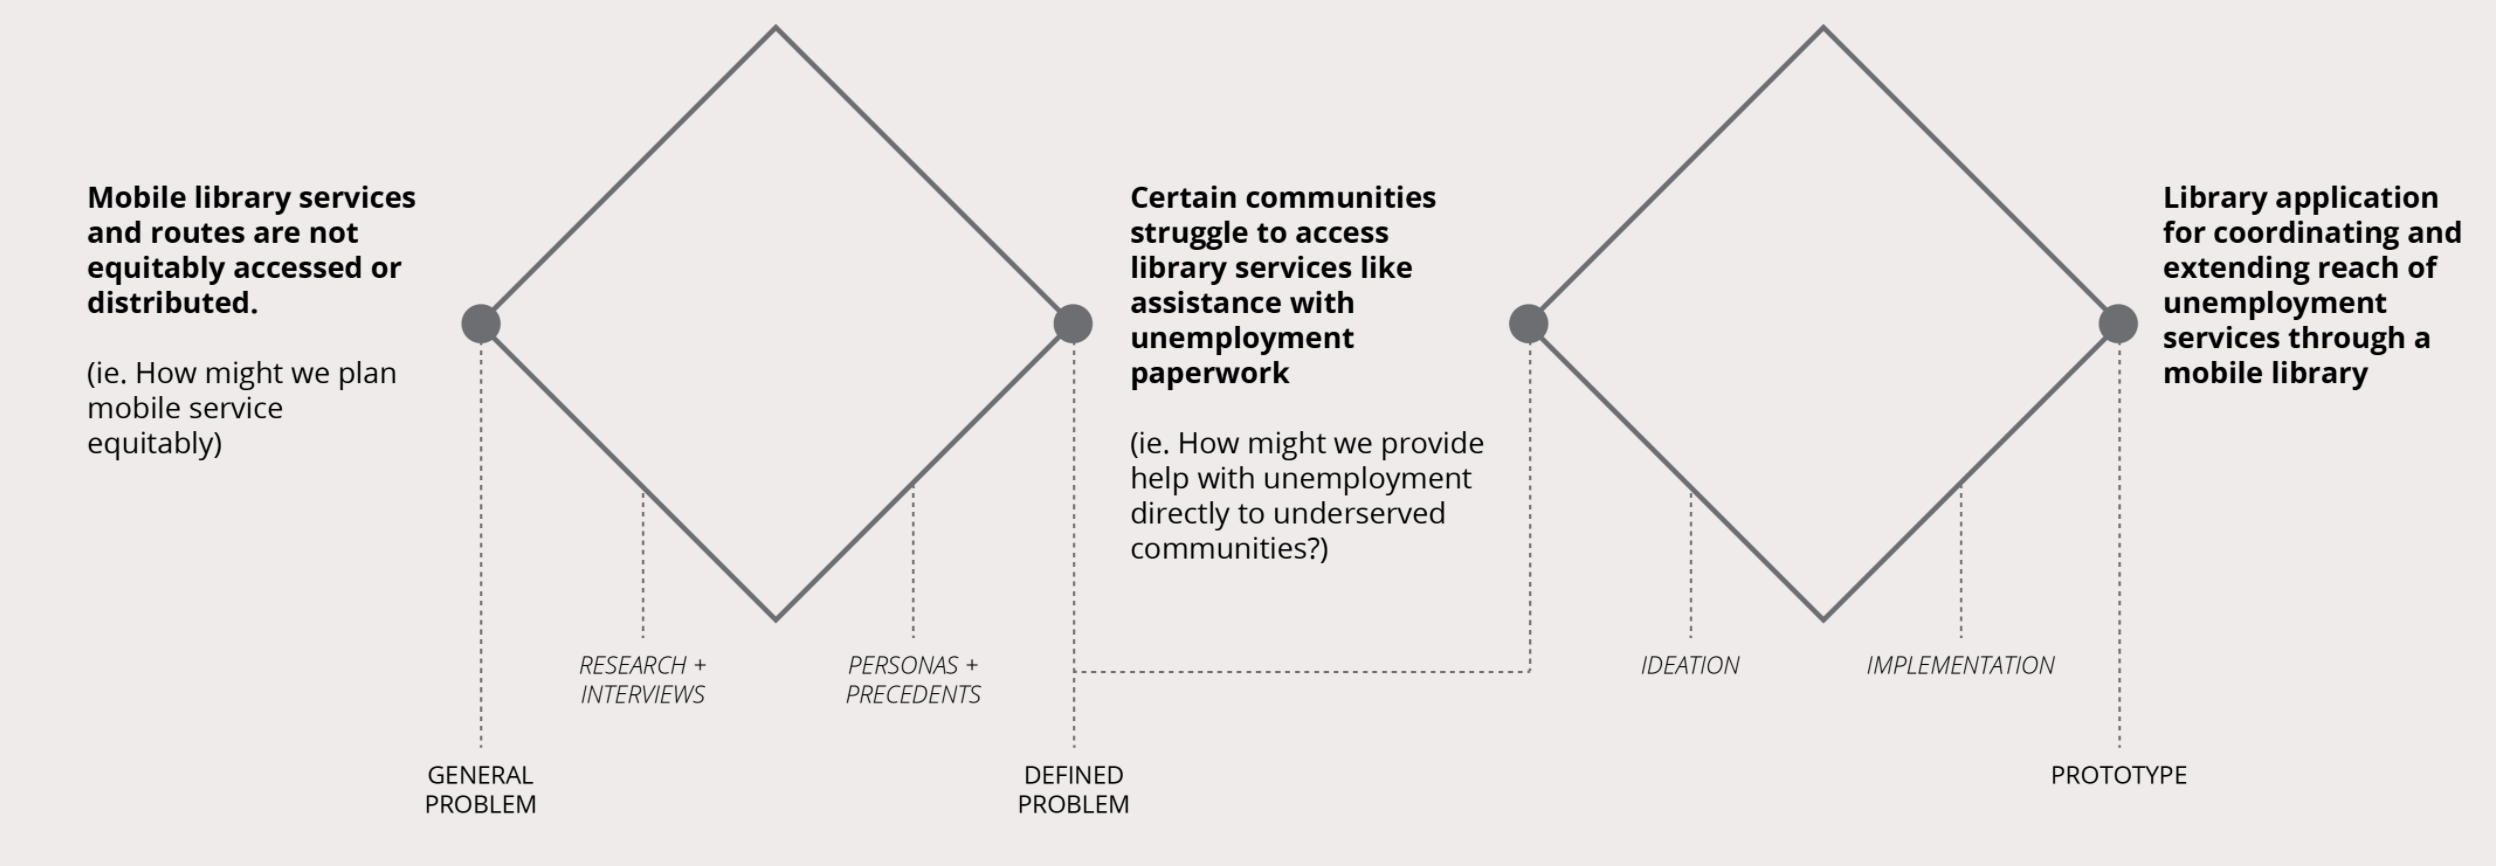 Mobile library services
and routes are not
equitably accessed or
distributed.
(ie. How might we plan
mobile service
equitably)
Certain communities
struggle to access
library services like
assistance with
unemployment
paperwork
(ie. How might we provide
help with unemployment
directly to underserved
communities?)
Library application
for coordinating and
extending reach of
unemployment
services through a
mobile library
RESEARCH +
INTERVIEWS
PERSONAS +
PRECEDENTS
IDEATION
IMPLEMENTATION
GENERAL
PROBLEM
DEFINED
PROBLEM
PROTOTYPE